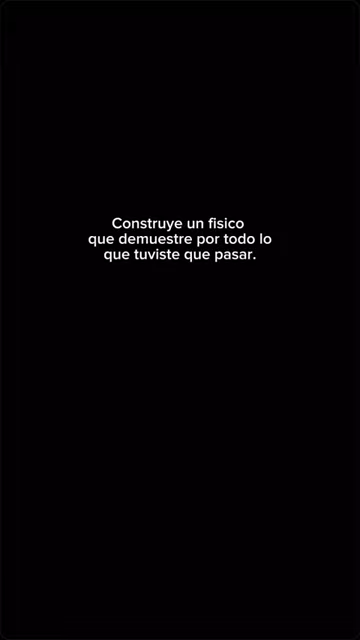 Construye un fisico
que demuestre por todo lo
que tuviste que pasar.